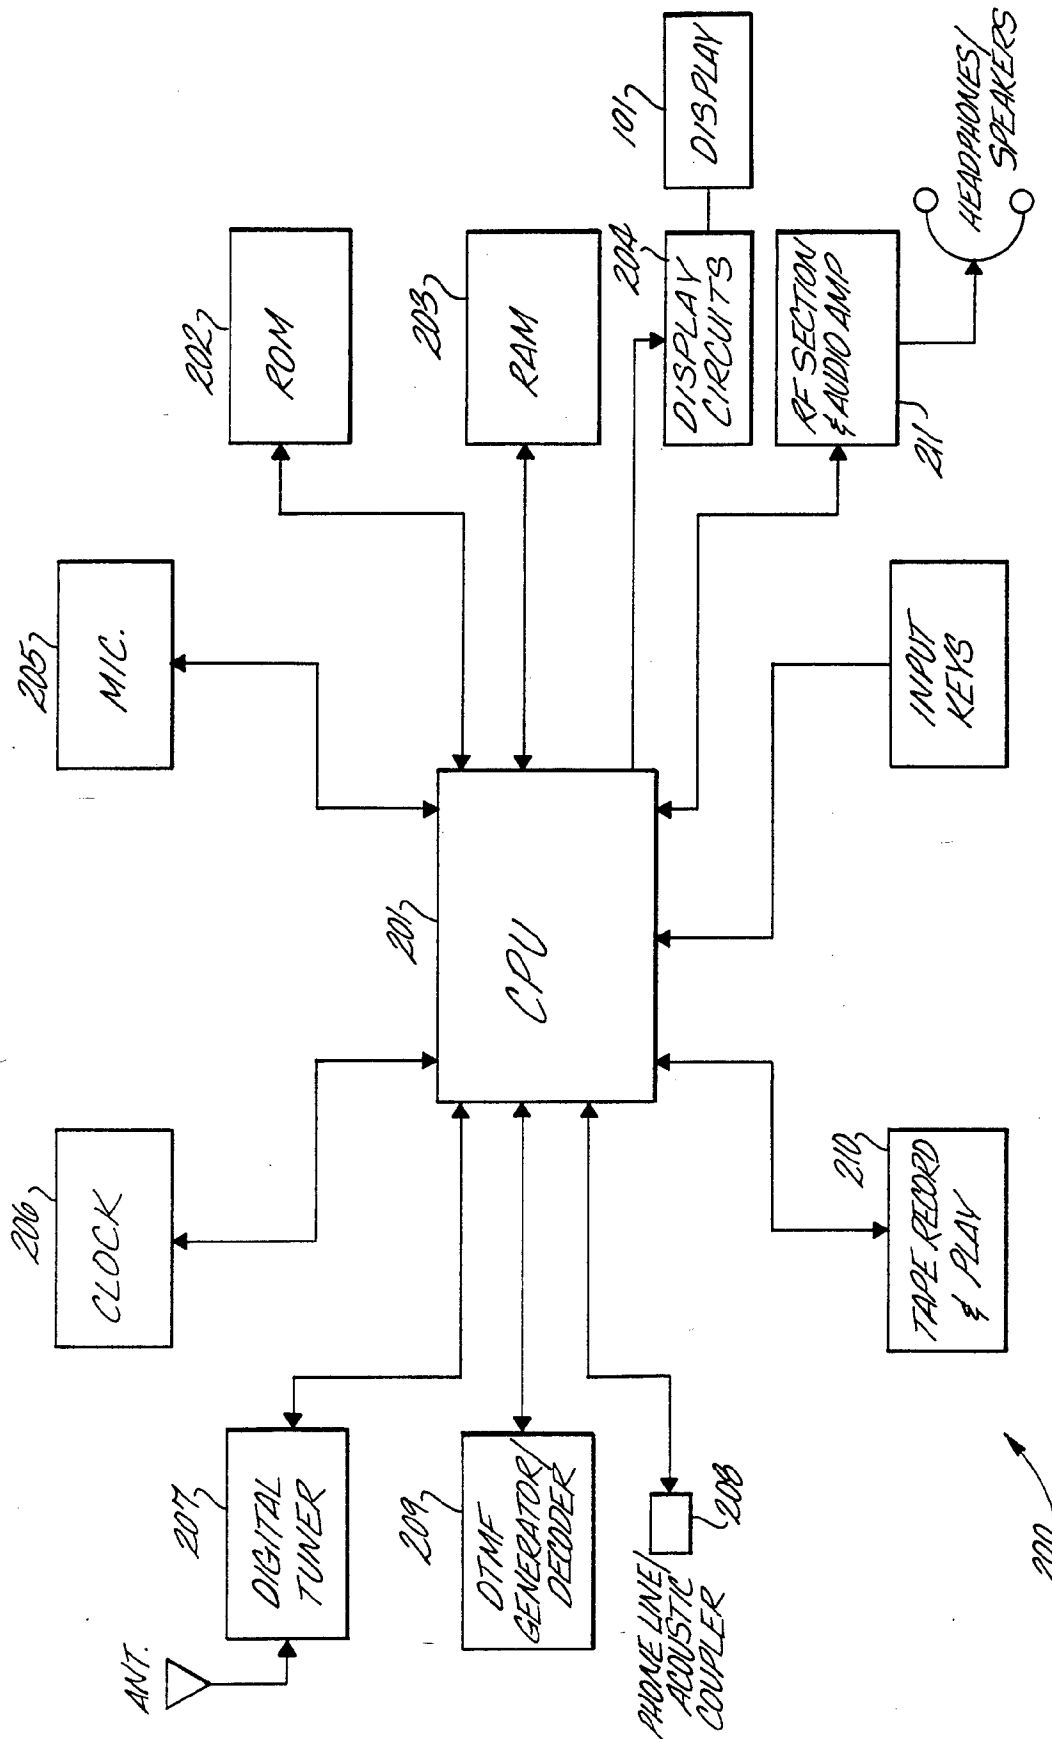 206
CLOCK
205
MIC.
ANT.
207
DIGITAL
TUNER
202
ROM
209
DTMF
GENERATOR/
DECODER
201
CPU
203
RAM
PHONE LINE/
ACOUSTIC
COUPLER
208
204
DISPLAY
CIRCUITS
101
DISPLAY
210
TAPE RECORD
& PLAY
INPUT
KEYS
RF SECTION
& AUDIO AMP
211
HEADPHONES/
SPEAKERS
200